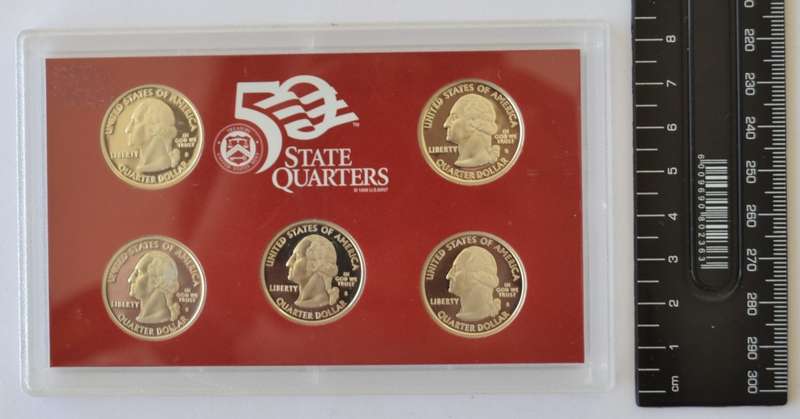 50
™
STATE
QUARTERS
© 1999 U.S. MINT
UNITED STATES OF AMERICA
LIBERTY
IN
GOD WE
TRUST
S
QUARTER DOLLAR
UNITED STATES OF AMERICA
LIBERTY
IN
GOD WE
TRUST
S
QUARTER DOLLAR
UNITED STATES OF AMERICA
LIBERTY
IN
GOD WE
TRUST
S
QUARTER DOLLAR
UNITED STATES OF AMERICA
LIBERTY
IN
GOD WE
TRUST
S
QUARTER DOLLAR
UNITED STATES OF AMERICA
LIBERTY
IN
GOD WE
TRUST
S
QUARTER DOLLAR
8
7
6
5
4
3
2
1
cm
220
230
240
250
260
270
280
290
300
6009690802363